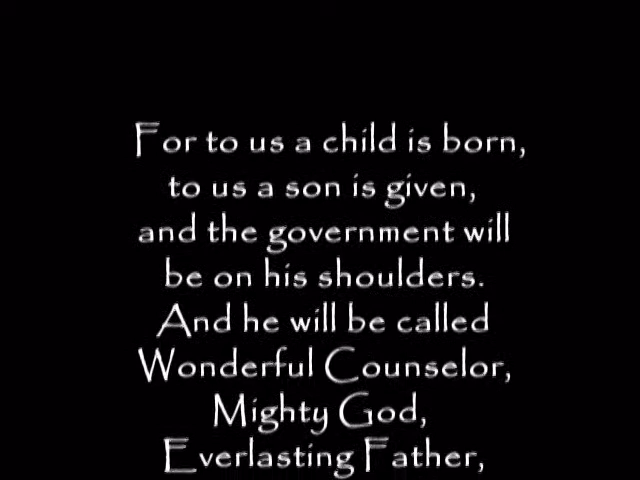 For to us a child is born,
to us a son is given,
and the government will
be on his shoulders.
And he will be called
Wonderful Counselor,
Mighty God,
Everlasting Father,